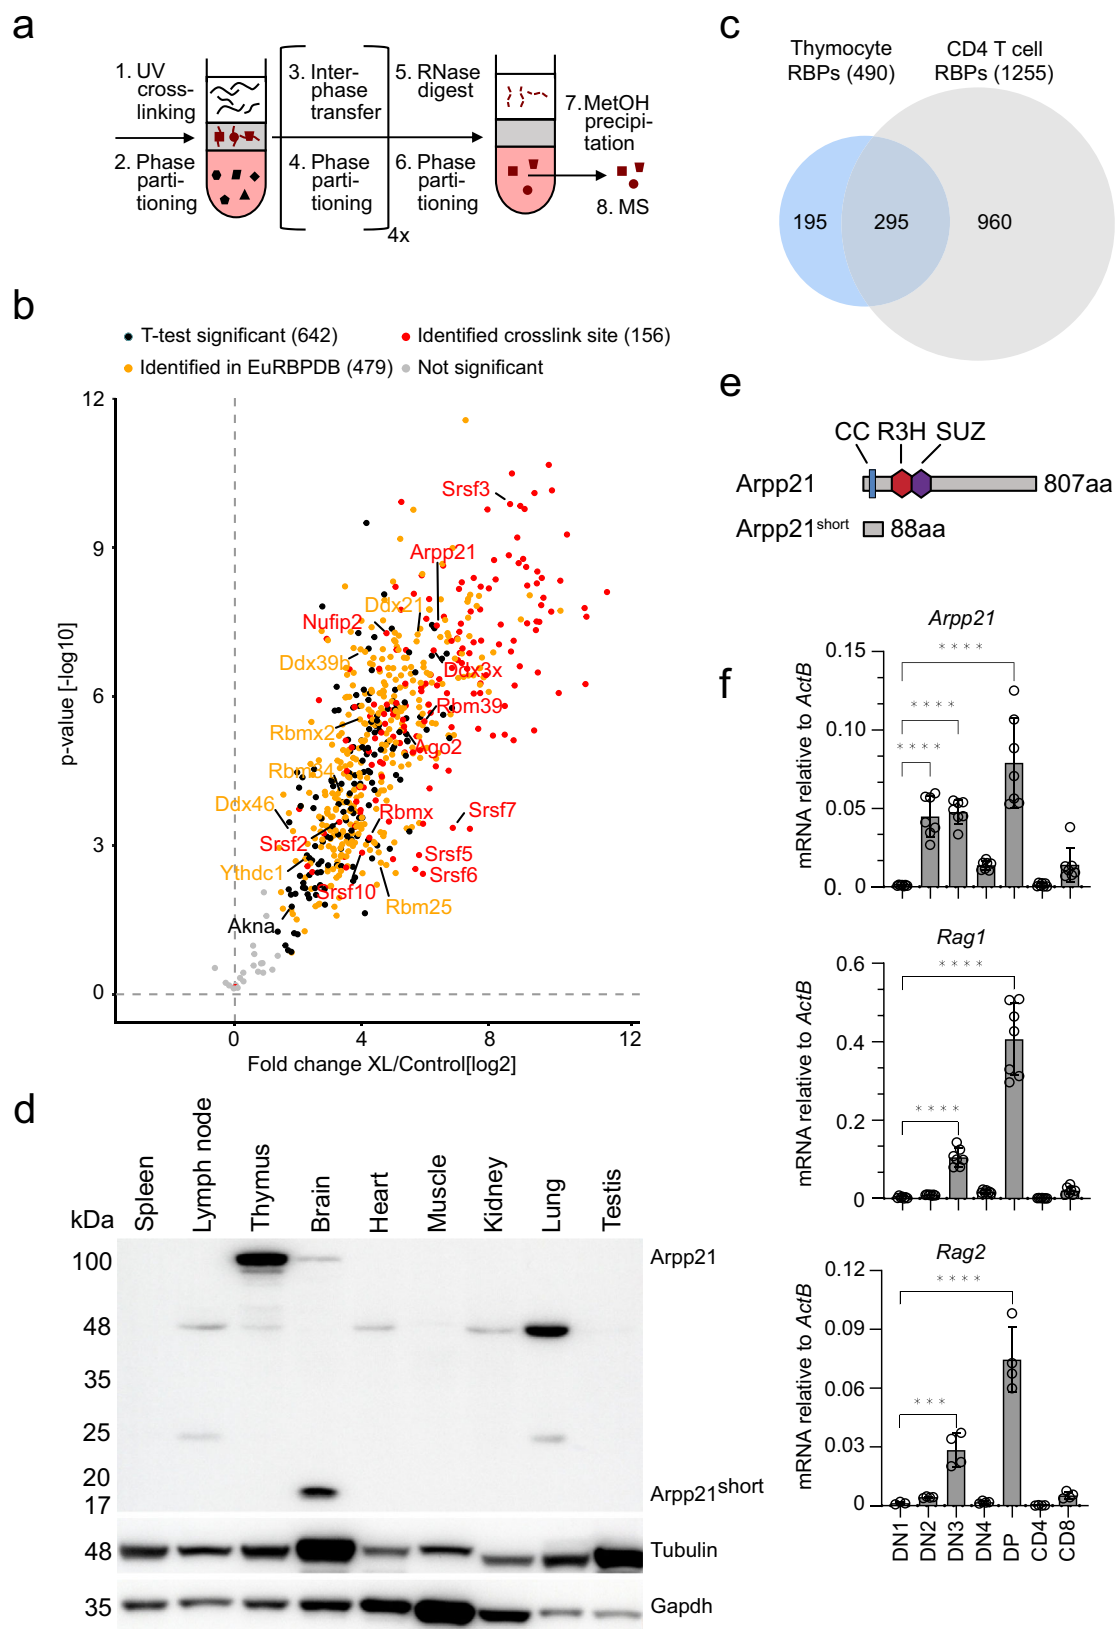 a
1. UV
cross-
linking
2. Phase
parti-
tioning
3. Inter-
phase
transfer
4. Phase
parti-
tioning
4x
5. RNase
digest
6. Phase
parti-
tioning
7. MetOH
precipi-
tation
8. MS
b
T-test significant (642)
Identified crosslink site (156)
Identified in EuRBPDB (479)
Not significant
p-value [-log10]
12
9
6
3
0
Srsf3
Arpp21
Ddx21
Nufip2
Ddx39b
Ddx3x
Rbm39
Rbmx2
Ago2
Rbm34
Ddx46
Rbmx
Srsf7
Srsf2
Srsf5
Ythdc1
Srsf6
Srsf10
Rbm25
Akna
0
4
8
12
Fold change XL/Control[log2]
c
Thymocyte
RBPs (490)
CD4 T cell
RBPs (1255)
195
295
960
d
kDa
Spleen
Lymph node
Thymus
Brain
Heart
Muscle
Kidney
Lung
Testis
100
48
35
25
20
17
48
35
Arpp21
Arpp21short
Tubulin
Gapdh
e
CC R3H SUZ
Arpp21
807aa
Arpp21short
88aa
f
Arpp21
mRNA relative to ActB
0.15
0.10
0.05
0.
****
****
****
Rag1
mRNA relative to ActB
0.6
0.4
0.2
0
****
****
Rag2
mRNA relative to ActB
0.12
0.09
0.06
0.03
0
****
***
DN1
DN2
DN3
DN4
DP
CD4
CD8